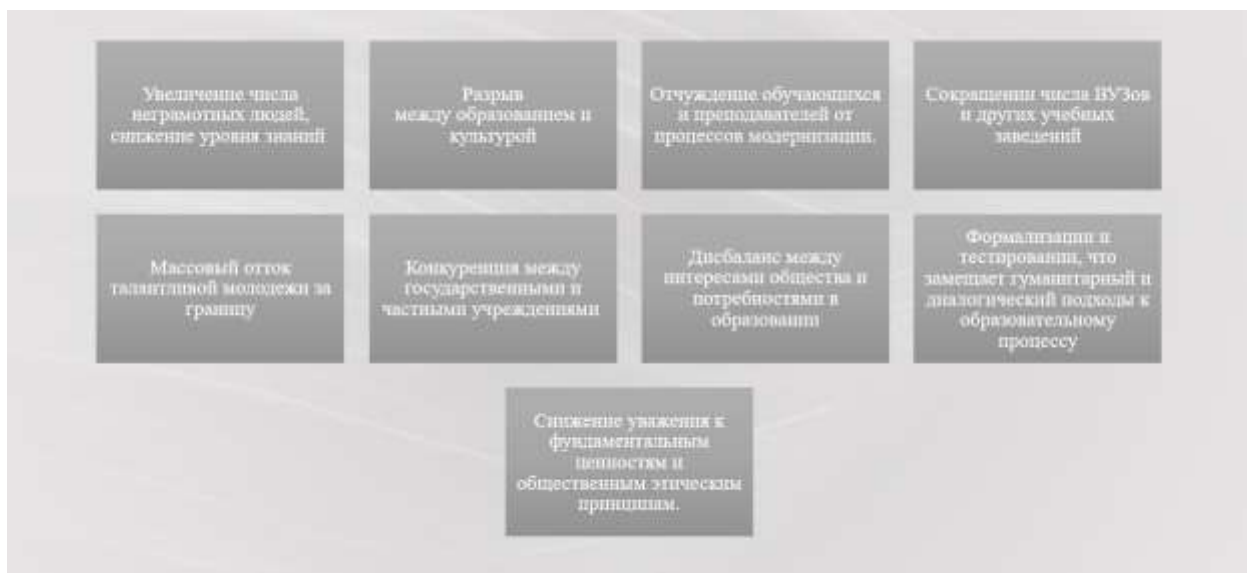 Увеличение числа
неграмотных людей,
снижение уровня знаний
Разрыв
между образованием и
культурой
Отчуждение обучающихся
и преподавателей от
процессов модернизации.
Сокращении числа ВУЗов
и других учебных
заведений
Массовый отток
талантливой молодежи за
границу
Конкуренция между
государственными и
частными учреждениями
Дисбаланс между
интересами общества и
потребностями в
образовании
Формализации и
тестировании, что
замещает гуманитарный и
диалогический подходы к
образовательному
процессу
Снижение уважения к
фундаментальным
ценностям и
общественным этическим
принципам.